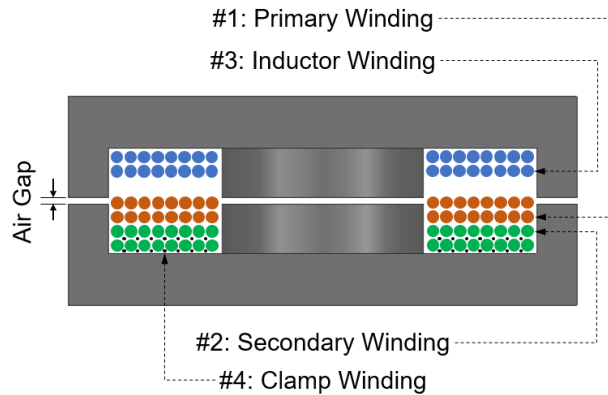 #1: Primary Winding
#3: Inductor Winding
Air Gap
#2: Secondary Winding
#4: Clamp Winding